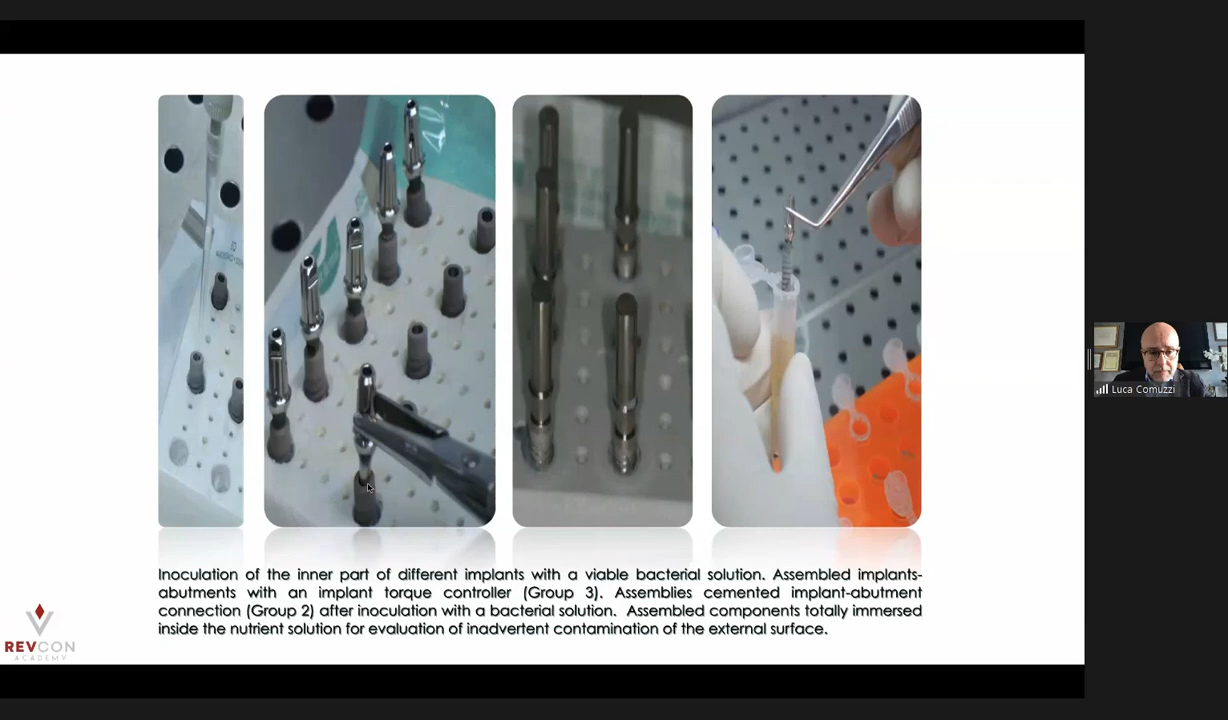 Inoculation of the inner part of different implants with a viable bacterial solution. Assembled implants-
abutments with an implant torque controller (Group 3). Assemblies cemented implant-abutment
connection (Group 2) after inoculation with a bacterial solution. Assembled components totally immersed
inside the nutrient solution for evaluation of inadvertent contamination of the external surface.
REVCON
ACADEMY
Luca Comuzzi